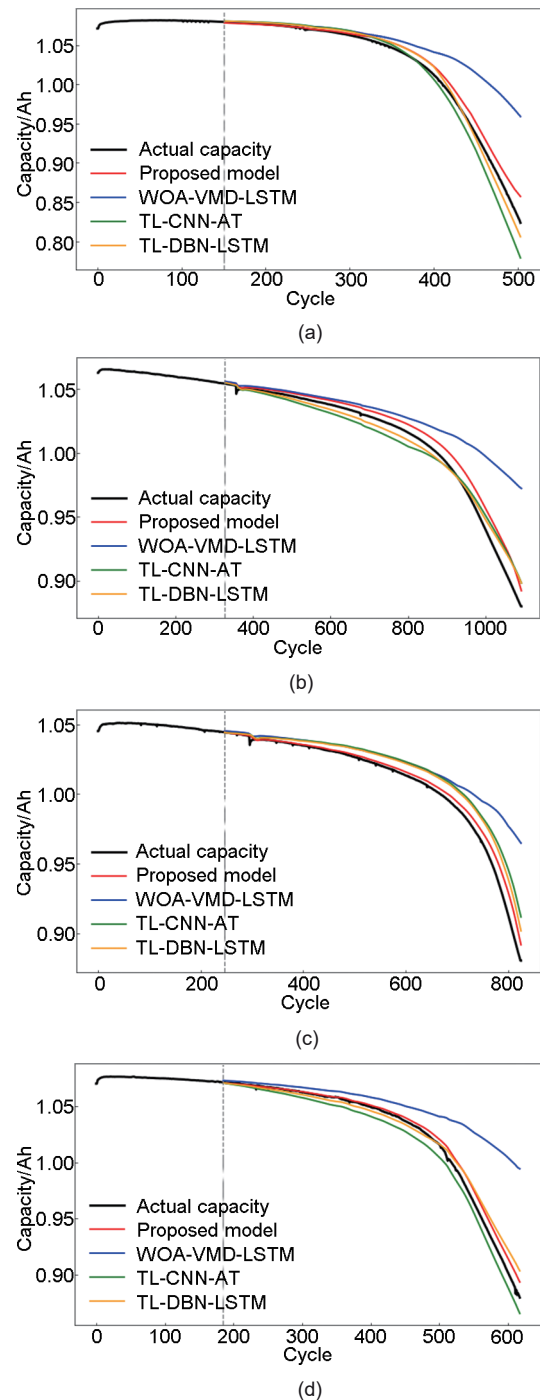 1.05
1.00
0.95
0.90
0.85
0.80
Capacity/Ah
Actual capacity
Proposed model
WOA-VMD-LSTM
TL-CNN-AT
TL-DBN-LSTM
0 100 200 300 400 500
Cycle
(a)
1.05
1.00
0.95
0.90
Capacity/Ah
Actual capacity
Proposed model
WOA-VMD-LSTM
TL-CNN-AT
TL-DBN-LSTM
0 200 400 600 800 1000
Cycle
(b)
1.05
1.00
0.95
0.90
Capacity/Ah
Actual capacity
Proposed model
WOA-VMD-LSTM
TL-CNN-AT
TL-DBN-LSTM
0 200 400 600 800
Cycle
(c)
1.05
1.00
0.95
0.90
Capacity/Ah
Actual capacity
Proposed model
WOA-VMD-LSTM
TL-CNN-AT
TL-DBN-LSTM
0 100 200 300 400 500 600
Cycle
(d)